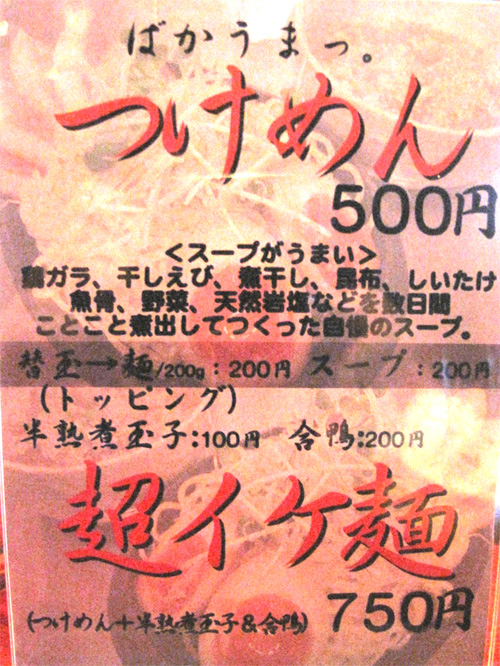 ばかうまっ。
つけめん
500円
<スープがうまい>
鶏ガラ、干しえび、煮干し、昆布、しいたけ
魚骨、野菜、天然岩塩などを数日間
ことこと煮出してつくった自慢のスープ。
替玉→麺/200g:200円 スープ:200円
(トッピング)
半熟煮玉子:100円 合鴨:200円
超イケ麺
(つけめん+半熟煮玉子&合鴨) 750円